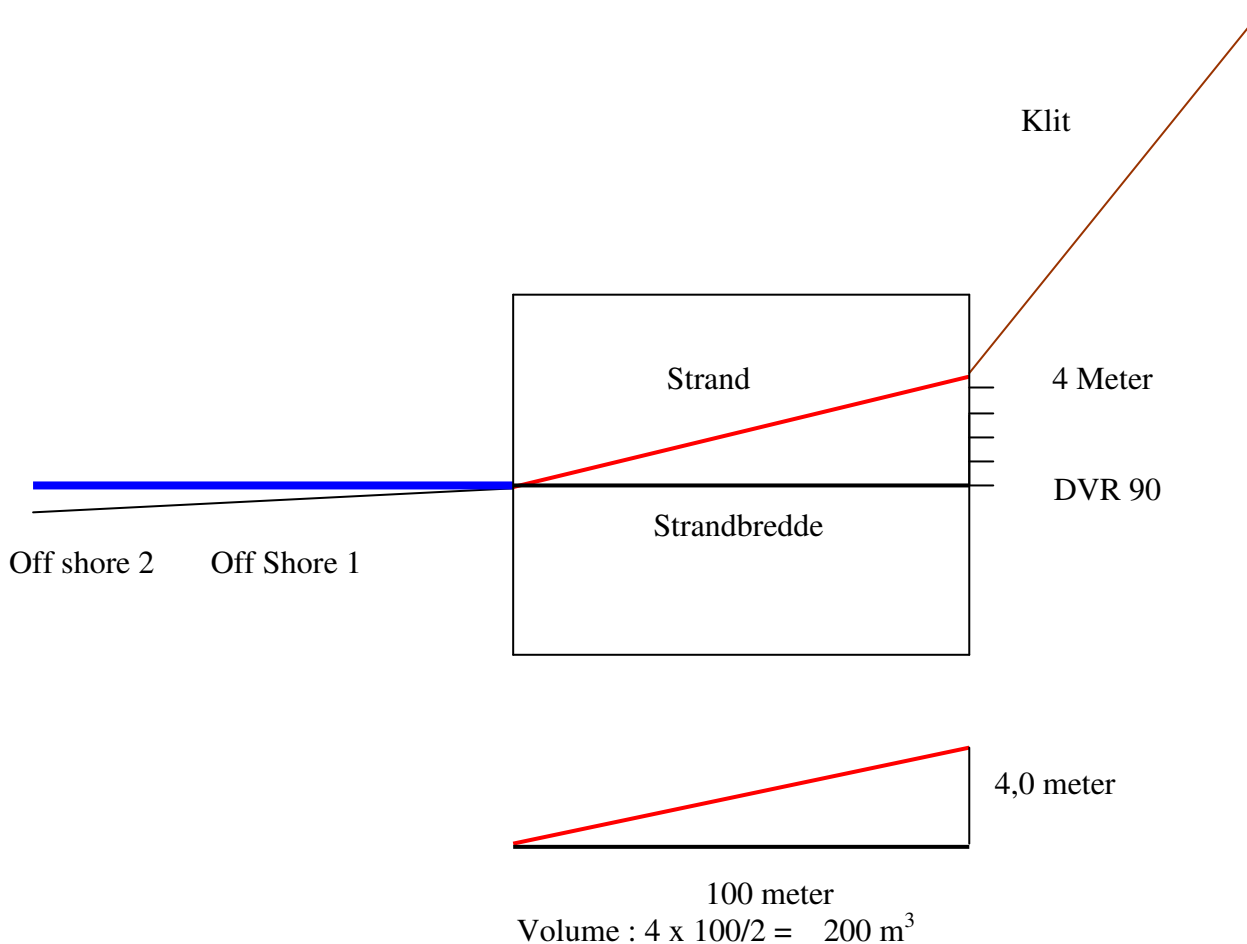 Klit
Strand 4 Meter
DVR 90
Strandbredde
Off shore 2 Off Shore 1
4,0 meter
100 meter
Volume : 4 x 100/2 = 200 m³